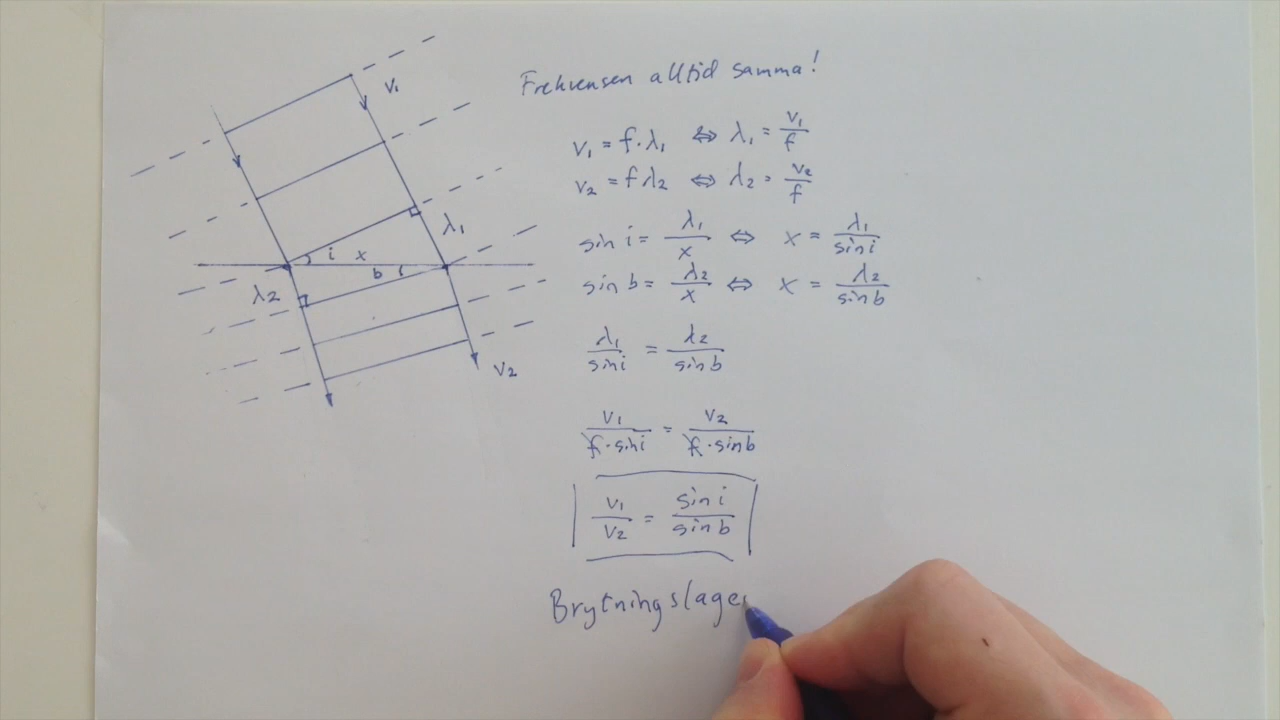 Frekvensen alltid samma!
v₁
v₁ = f·λ₁ ⇔ λ₁ = v₁/f
v₂ = fλ₂ ⇔ λ₂ = v₂/f
λ₁
sin i = λ₁/x ⇔ x = λ₁/sin i
i x
b
sin b = λ₂/x ⇔ x = λ₂/sin b
λ₂
λ₁/sin i = λ₂/sin b
v₂
v₁/f·sin i = v₂/f·sin b
v₁/v₂ = sin i/sin b
Brytningslagen